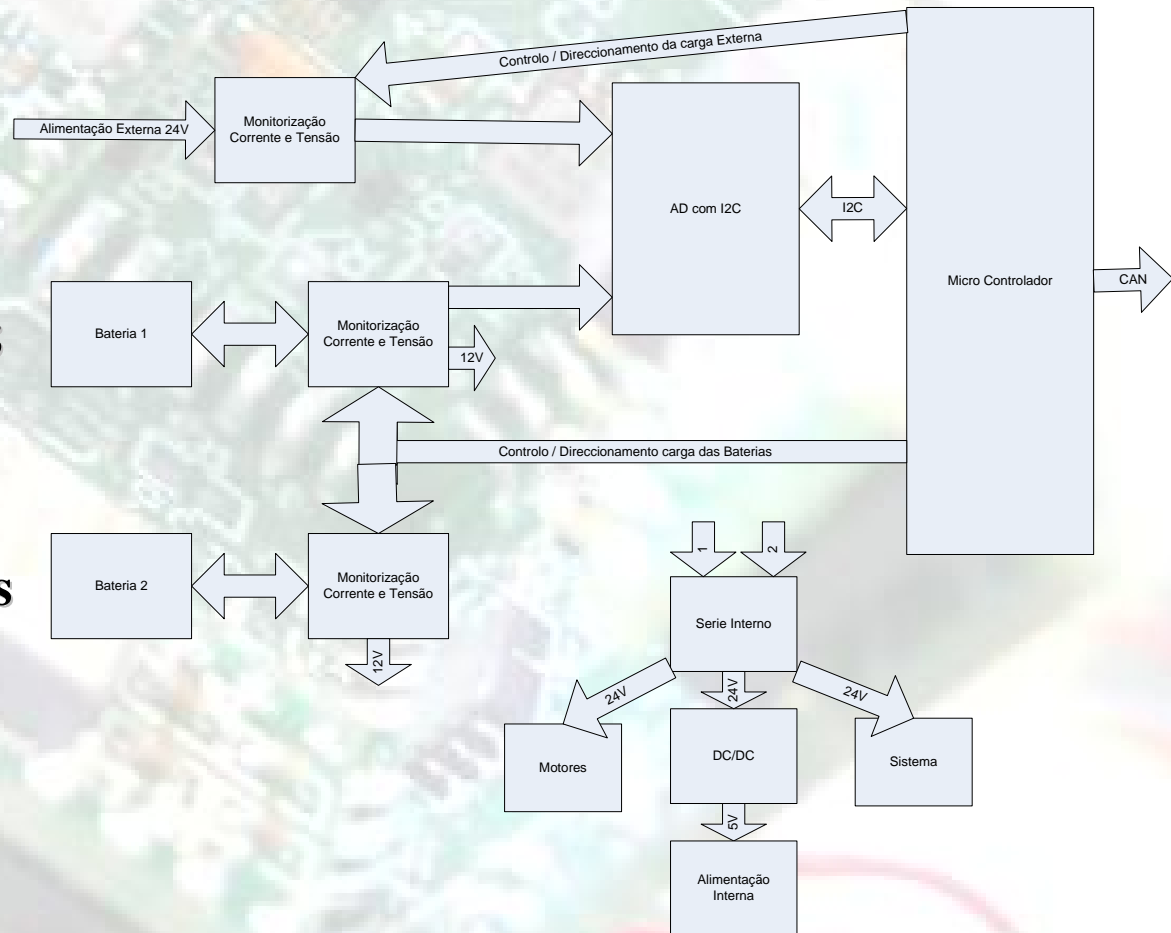 Controlo / Direccionamento da carga Externa
Alimentação Externa 24V
Monitorização
Corrente e Tensão
AD com I2C
I2C
Micro Controlador
CAN
Bateria 1
Monitorização
Corrente e Tensão
12V
s
Controlo / Direccionamento carga das Baterias
1
2
Bateria 2
Monitorização
Corrente e Tensão
s
12V
Serie Interno
24V
24V
24V
Motores
DC/DC
Sistema
5V
Alimentação
Interna